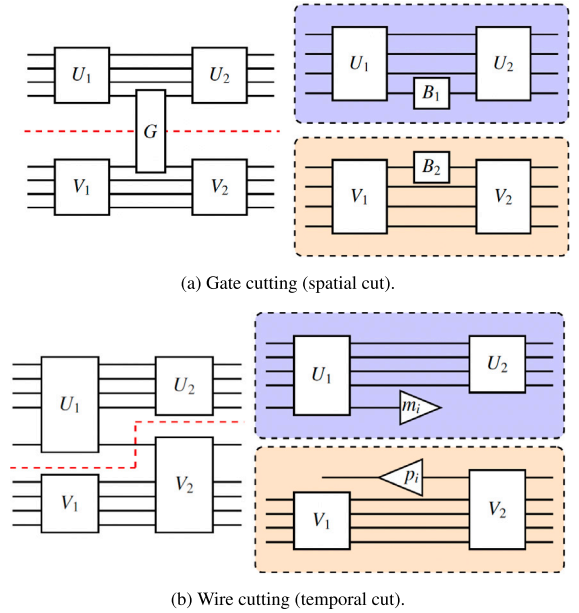 U₁ U₂
G
V₁ V₂
U₁ U₂
B₁
B₂
V₁ V₂
(a) Gate cutting (spatial cut).
U₁ U₂
V₁ V₂
U₁ U₂
mᵢ
pᵢ
V₁ V₂
(b) Wire cutting (temporal cut).